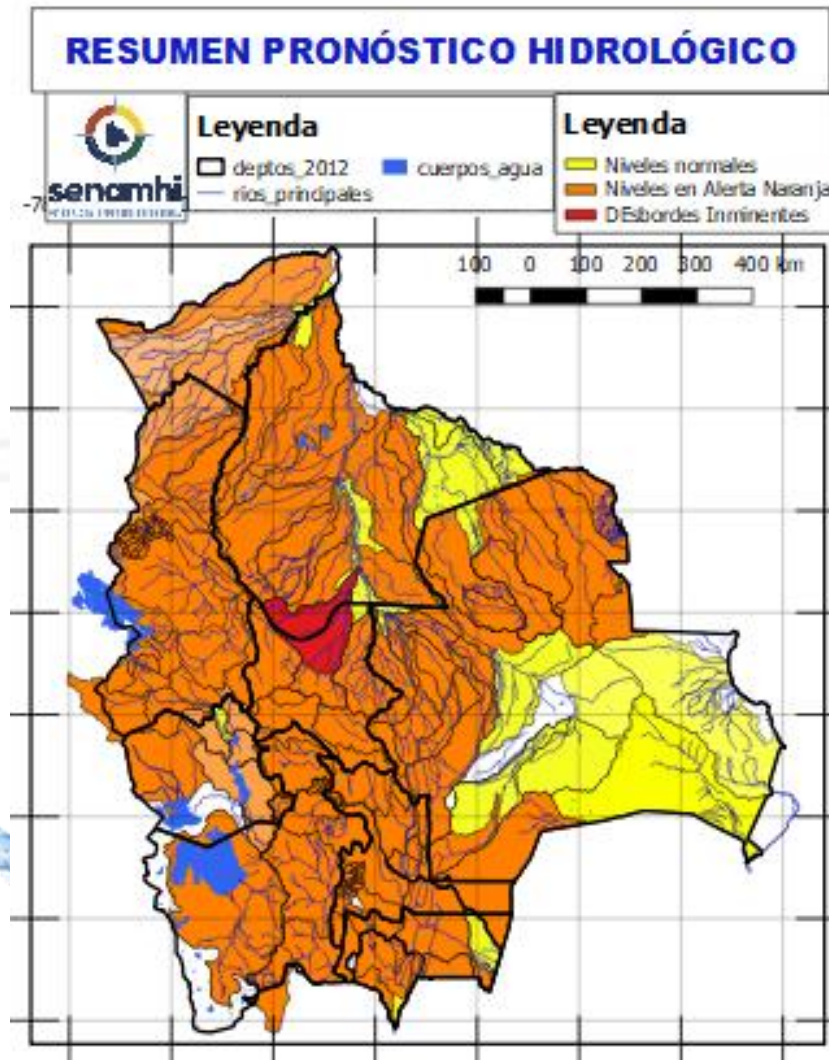 RESUMEN PRONÓSTICO HIDROLÓGICO
senamhi
Leyenda
deptos_2012
cuerpos_agua
rios_principales
Leyenda
Niveles normales
Niveles en Alerta Naranja
DEsbordes Inminentes
100 0 100 200 300 400 km